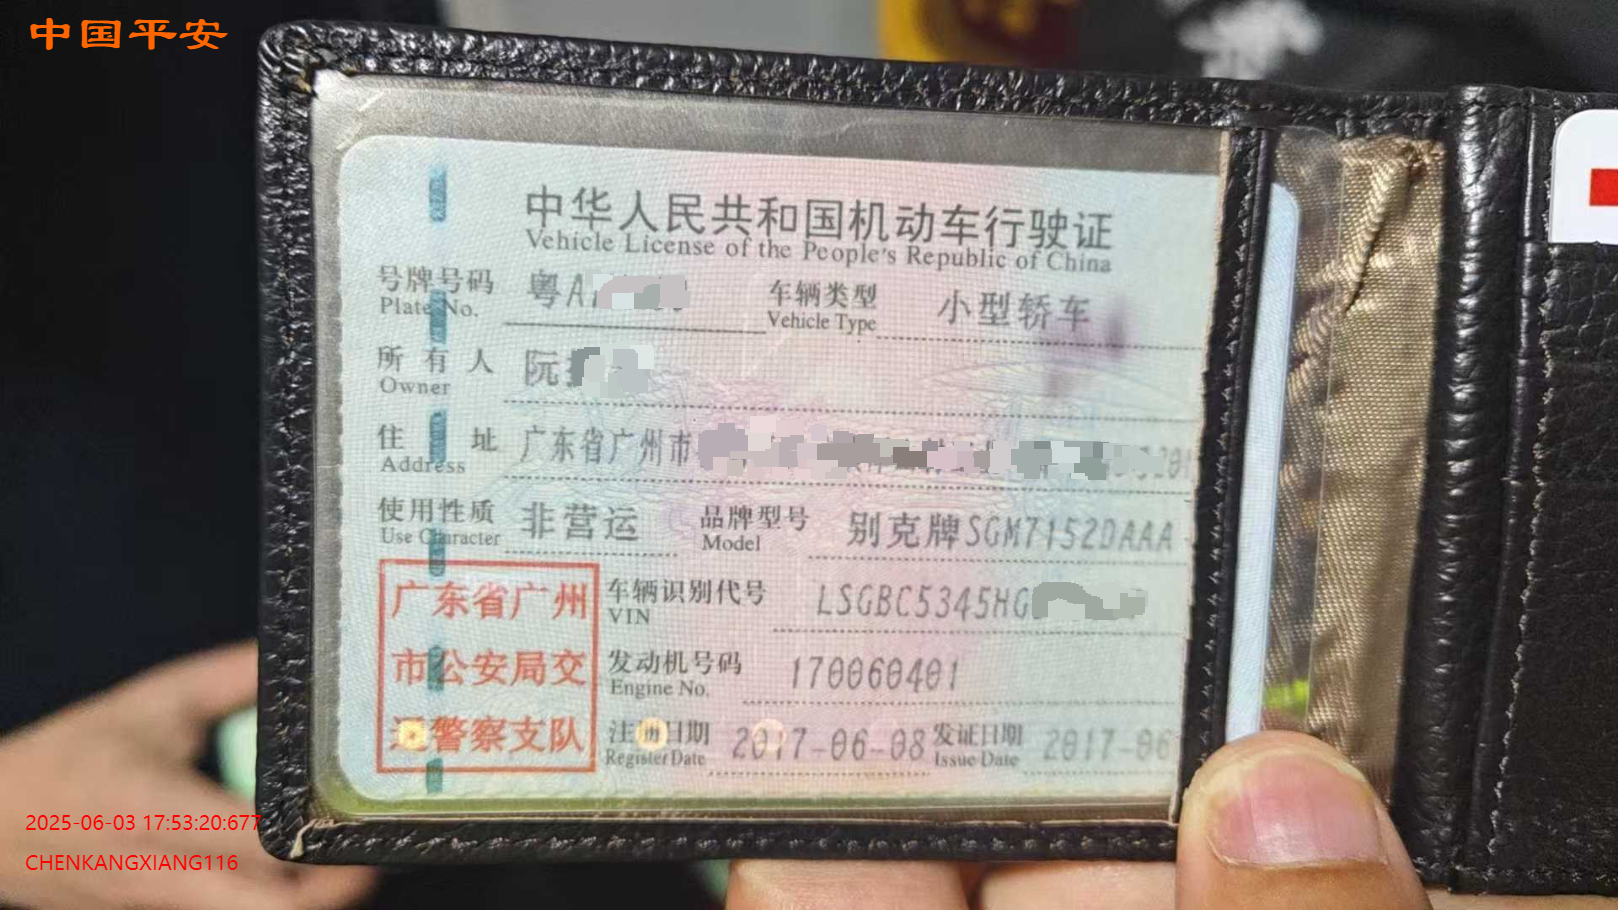 中国平安
中华人民共和国机动车行驶证
Vehicle License of the People's Republic of China
号牌号码 粤A 车辆类型 小型轿车
Plate No. Vehicle Type
所有人 阮
Owner
住址 广东省广州市
Address
使用性质 非营运 品牌型号 别克牌SGM7152DAAA
Use Character Model
广东省广州 车辆识别代号 LSGBC5345HG
VIN
市公安局交 发动机号码 170060401
Engine No.
通警察支队 注册日期 2017-06-08 发证日期 2017-06
Register Date Issue Date
2025-06-03 17:53:20:677
CHENKANGXIANG116